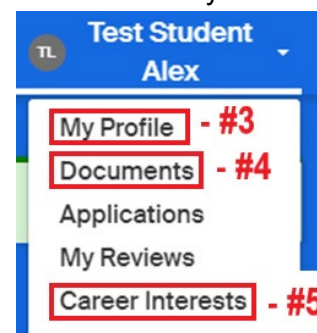 Test Student
TL
Alex
My Profile - #3
Documents - #4
Applications
My Reviews
Career Interests - #5